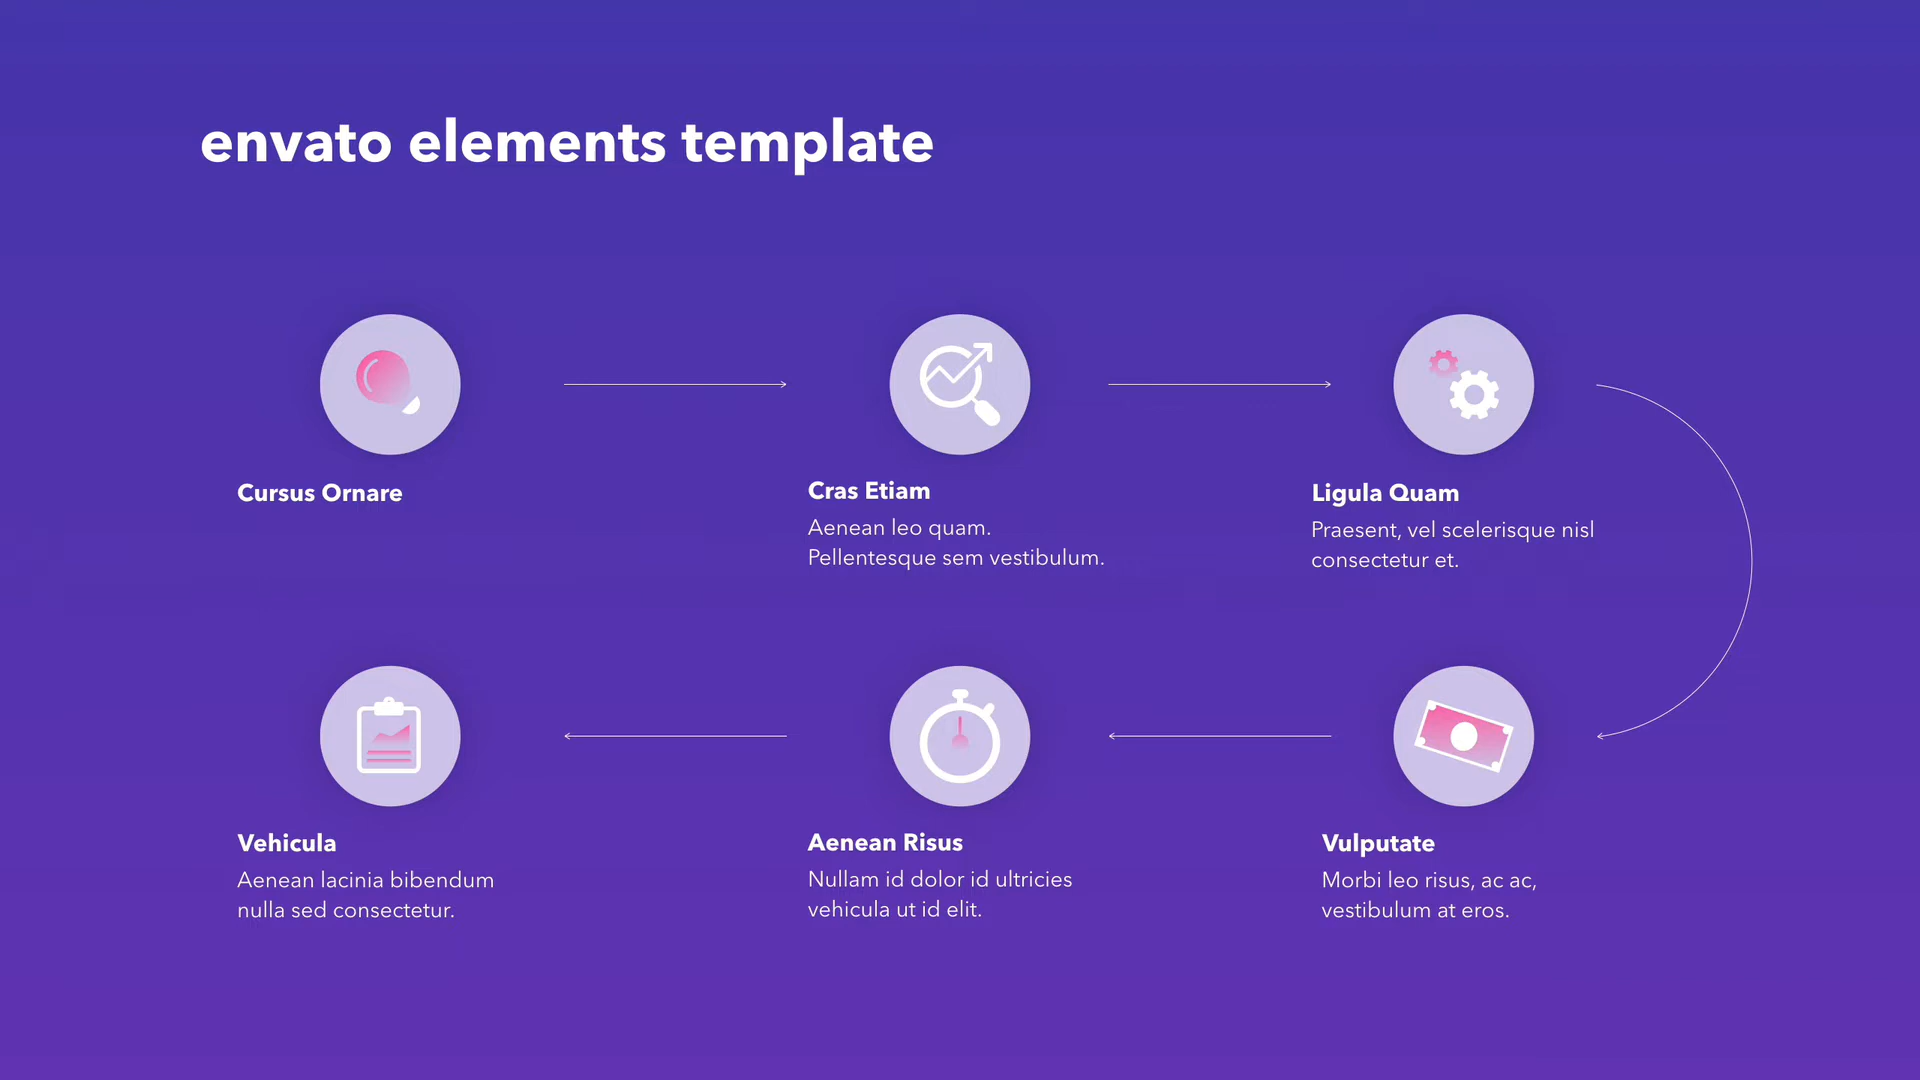 envato elements template
Cursus Ornare
Cras Etiam
Aenean leo quam.
Pellentesque sem vestibulum.
Ligula Quam
Praesent, vel scelerisque nisl
consectetur et.
Vehicula
Aenean lacinia bibendum
nulla sed consectetur.
Aenean Risus
Nullam id dolor id ultricies
vehicula ut id elit.
Vulputate
Morbi leo risus, ac ac,
vestibulum at eros.